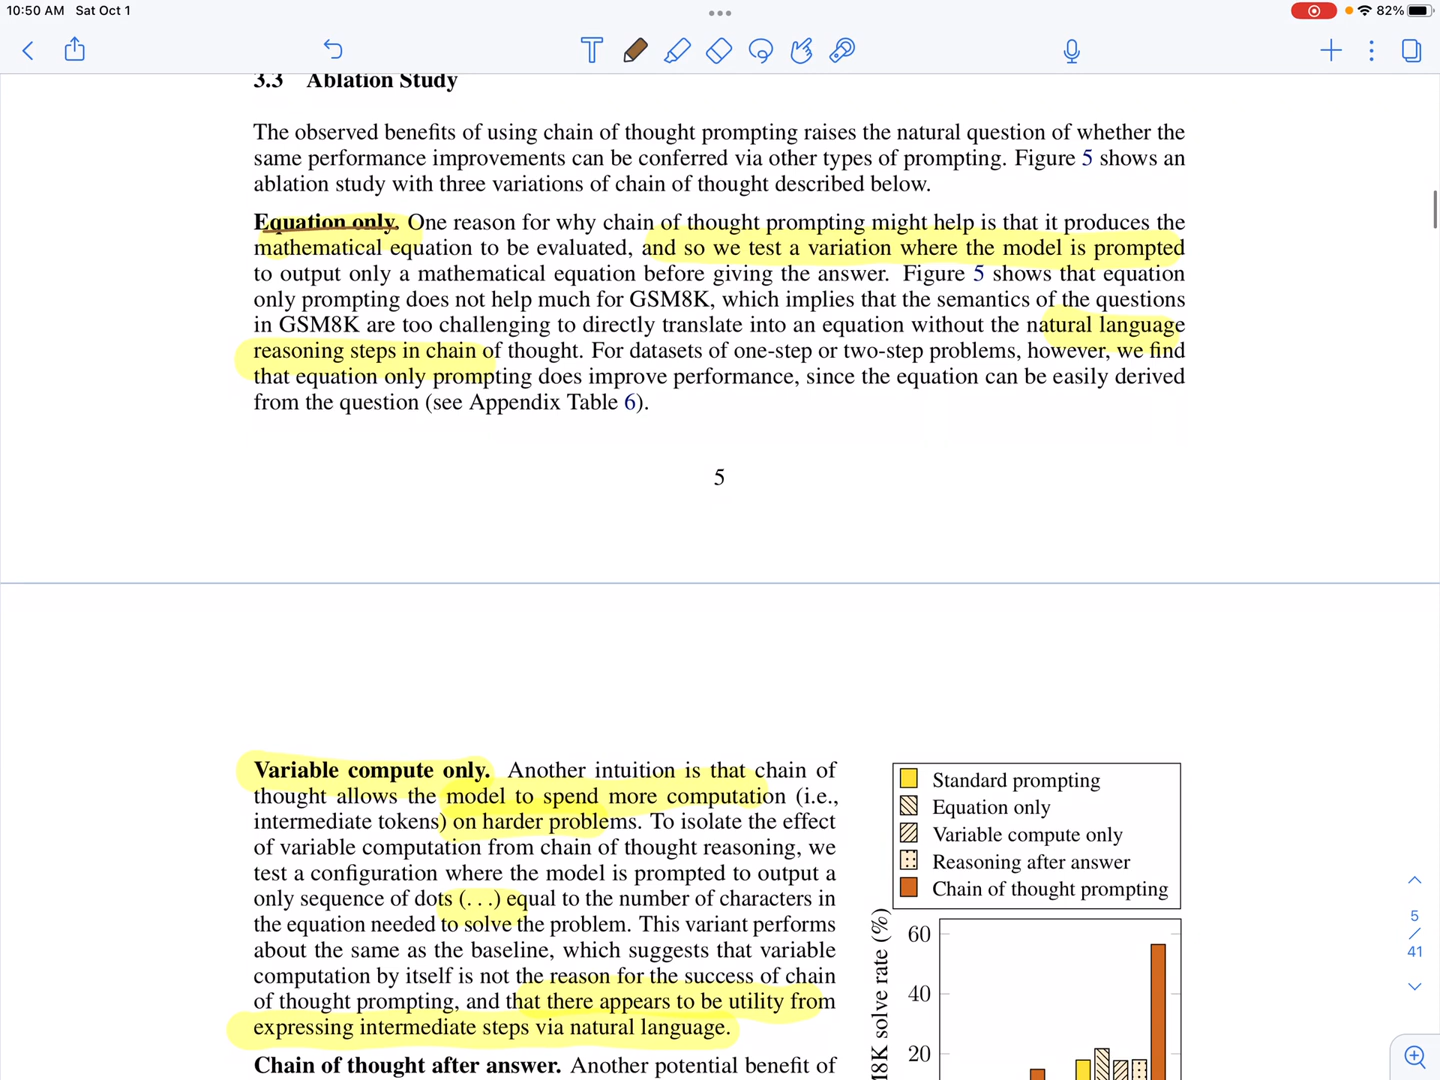 10:50 AM Sat Oct 1
82%
3.3 Ablation Study
The observed benefits of using chain of thought prompting raises the natural question of whether the
same performance improvements can be conferred via other types of prompting. Figure 5 shows an
ablation study with three variations of chain of thought described below.
Equation only. One reason for why chain of thought prompting might help is that it produces the
mathematical equation to be evaluated, and so we test a variation where the model is prompted
to output only a mathematical equation before giving the answer. Figure 5 shows that equation
only prompting does not help much for GSM8K, which implies that the semantics of the questions
in GSM8K are too challenging to directly translate into an equation without the natural language
reasoning steps in chain of thought. For datasets of one-step or two-step problems, however, we find
that equation only prompting does improve performance, since the equation can be easily derived
from the question (see Appendix Table 6).
5
Variable compute only. Another intuition is that chain of
thought allows the model to spend more computation (i.e.,
intermediate tokens) on harder problems. To isolate the effect
of variable computation from chain of thought reasoning, we
test a configuration where the model is prompted to output a
only sequence of dots (. . .) equal to the number of characters in
the equation needed to solve the problem. This variant performs
about the same as the baseline, which suggests that variable
computation by itself is not the reason for the success of chain
of thought prompting, and that there appears to be utility from
expressing intermediate steps via natural language.
Chain of thought after answer. Another potential benefit of
Standard prompting
Equation only
Variable compute only
Reasoning after answer
Chain of thought prompting
60
40
20
M8K solve rate (%)
5
/
41